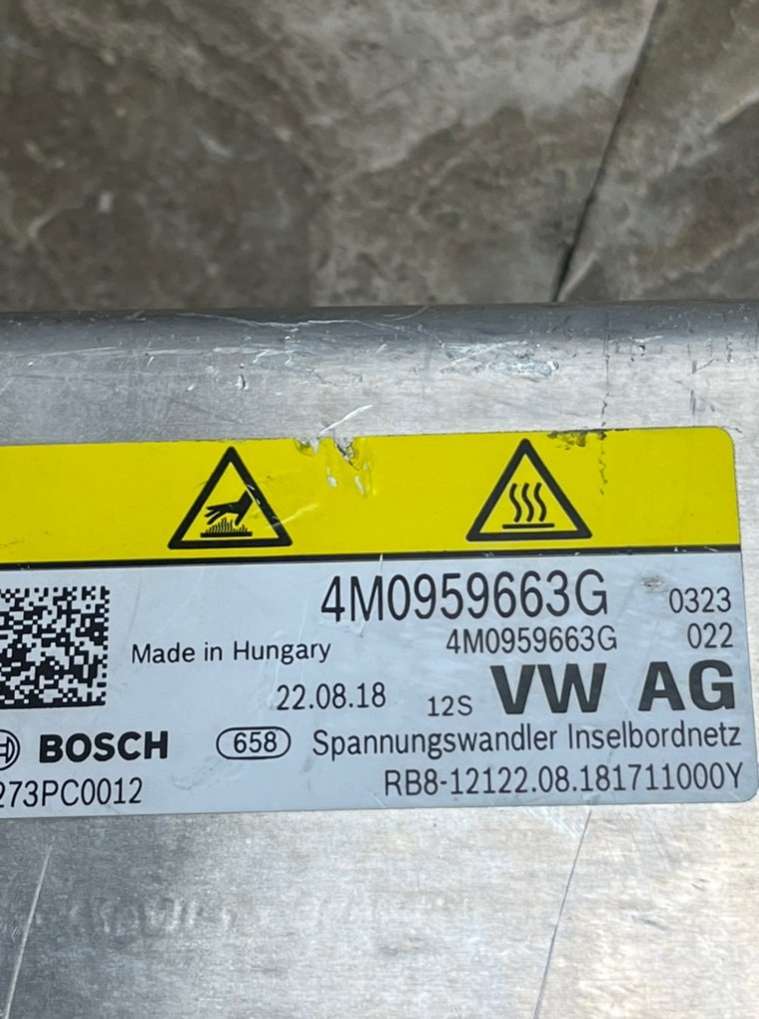 4M0959663G 0323
4M0959663G 022
Made in Hungary
22.08.18 12S VW AG
BOSCH 658 Spannungswandler Inselbordnetz
273PC0012 RB8-12122.08.181711000Y